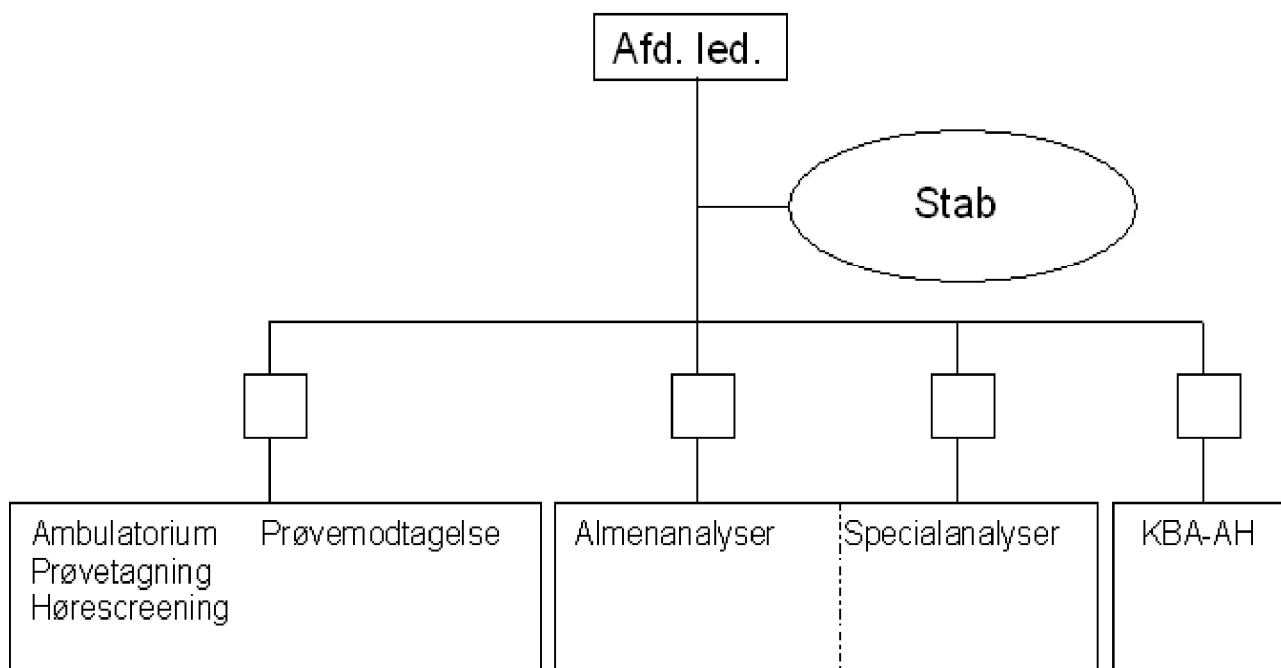 Afd. led.
Stab
Ambulatorium Prøvemodtagelse
Prøvetagning
Hørescreening
Almenanalyser
Specialanalyser
KBA-AH